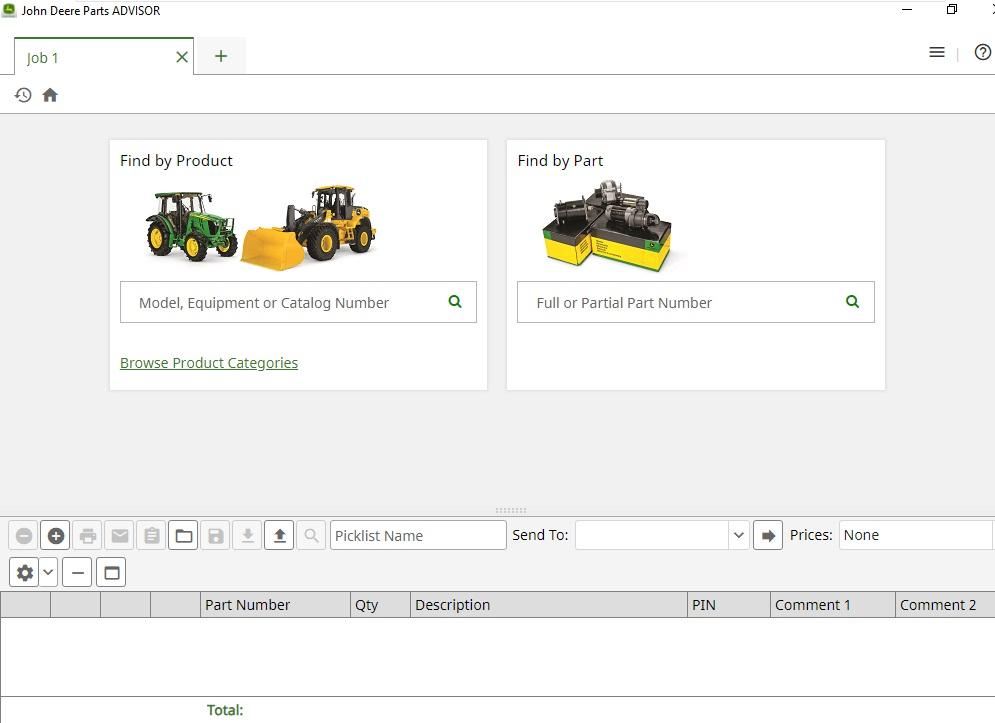 John Deere Parts ADVISOR
Job 1
Find by Product
Model, Equipment or Catalog Number
Browse Product Categories
Find by Part
Full or Partial Part Number
Picklist Name Send To: Prices: None
Part Number Qty Description PIN Comment 1 Comment 2
Total: